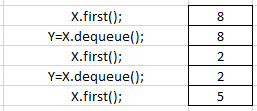 X.first(); 8
Y=X.dequeue(); 8
X.first(); 2
Y=X.dequeue(); 2
X.first(); 5